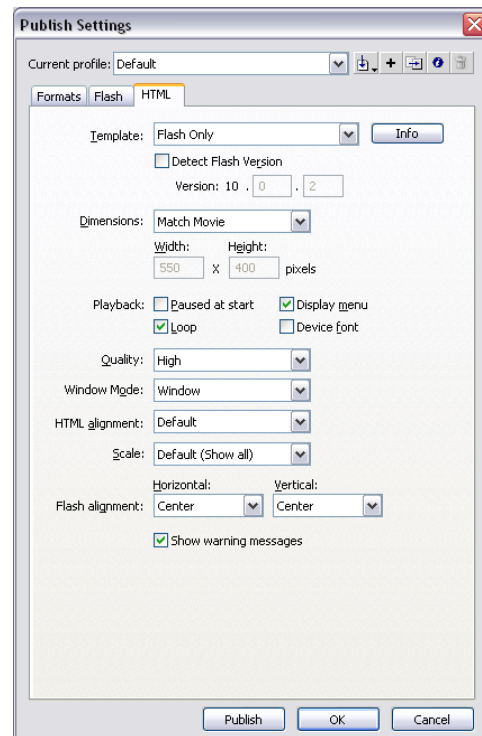 Publish Settings
Current profile: Default
Formats Flash HTML
Template: Flash Only Info
Detect Flash Version
Version: 10 . 0 . 2
Dimensions: Match Movie
Width: Height:
550 X 400 pixels
Playback: Paused at start Display menu
Loop Device font
Quality: High
Window Mode: Window
HTML alignment: Default
Scale: Default (Show all)
Horizontal: Vertical:
Flash alignment: Center Center
Show warning messages
Publish OK Cancel